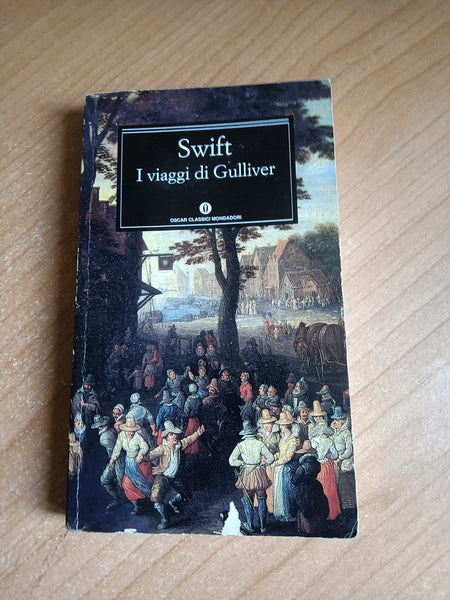 Swift
I viaggi di Gulliver
OSCAR CLASSICI MONDADORI